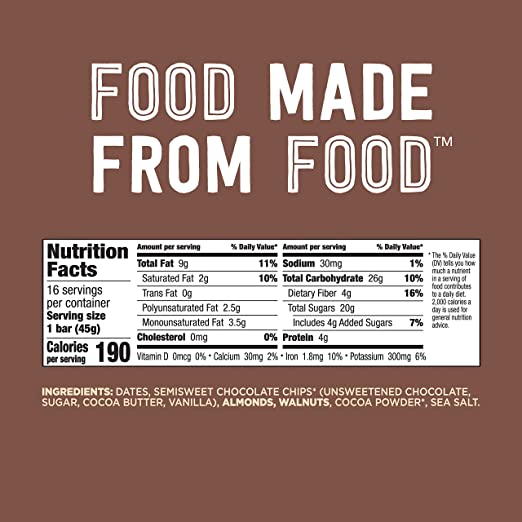 FOOD MADE
FROM FOOD™
Nutrition
Facts
16 servings
per container
Serving size
1 bar (45g)
Calories
per serving 190
Amount per serving % Daily Value*
Total Fat 9g 11%
Saturated Fat 2g 10%
Trans Fat 0g
Polyunsaturated Fat 2.5g
Monounsaturated Fat 3.5g
Cholesterol 0mg 0%
Amount per serving % Daily Value*
Sodium 30mg 1%
Total Carbohydrate 26g 10%
Dietary Fiber 4g 16%
Total Sugars 20g
Includes 4g Added Sugars 7%
Protein 4g
Vitamin D 0mcg 0% • Calcium 30mg 2% • Iron 1.8mg 10% • Potassium 300mg 6%
* The % Daily Value
(DV) tells you how
much a nutrient
in a serving of
food contributes
to a daily diet.
2,000 calories a
day is used for
general nutrition
advice.
INGREDIENTS: DATES, SEMISWEET CHOCOLATE CHIPS* (UNSWEETENED CHOCOLATE,
SUGAR, COCOA BUTTER, VANILLA), ALMONDS, WALNUTS, COCOA POWDER*, SEA SALT.